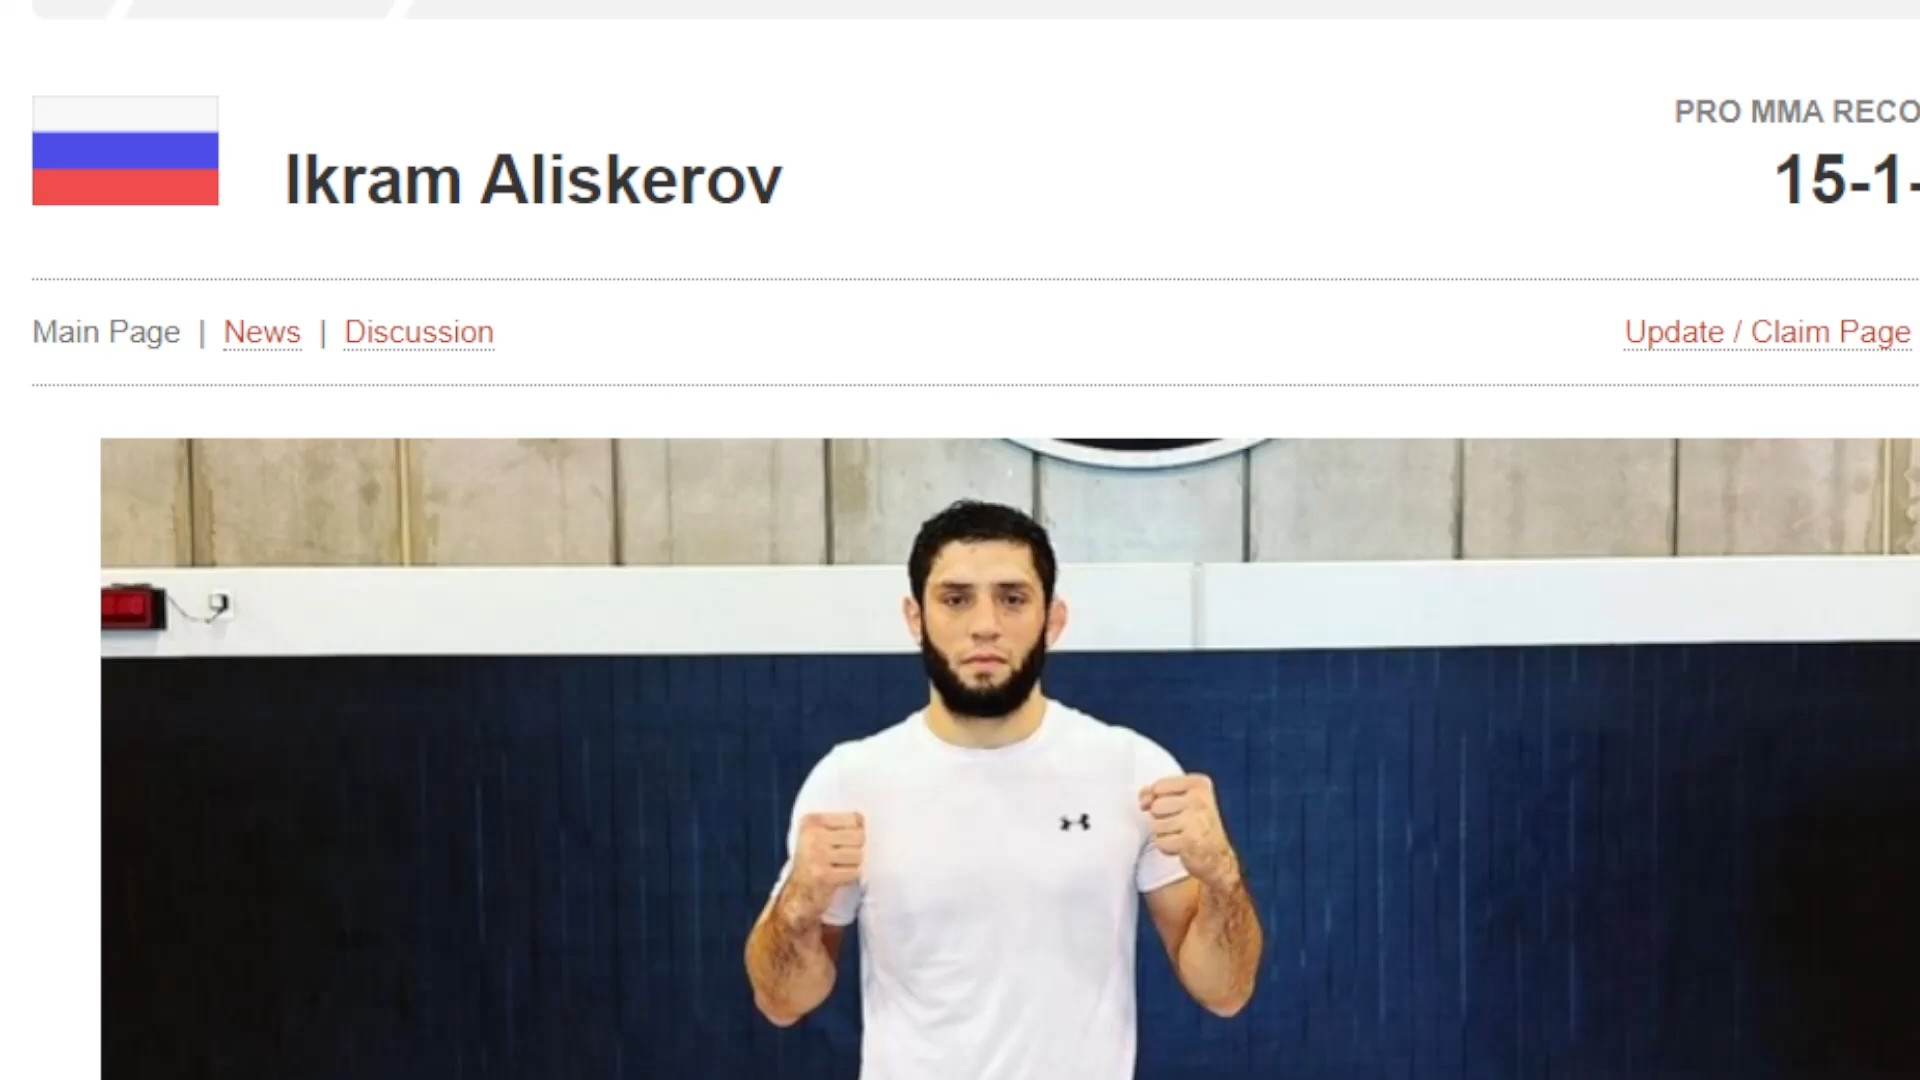 PRO MMA RECO
Ikram Aliskerov
15-1-
Main Page | News | Discussion
Update / Claim Page